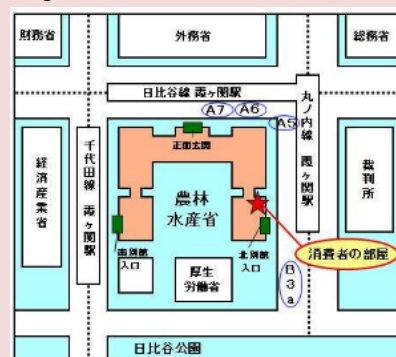 財務省
外務省
総務省
日比谷線 霞ヶ関駅
A7
A6
A5
丸ノ内線 霞ヶ関駅
千代田線 霞ヶ関駅
経済産業省
正面玄関
農林
水産省
裁判所
南別館
入口
北別館
入口
消費者の部屋
厚生
労働省
B3a
日比谷公園